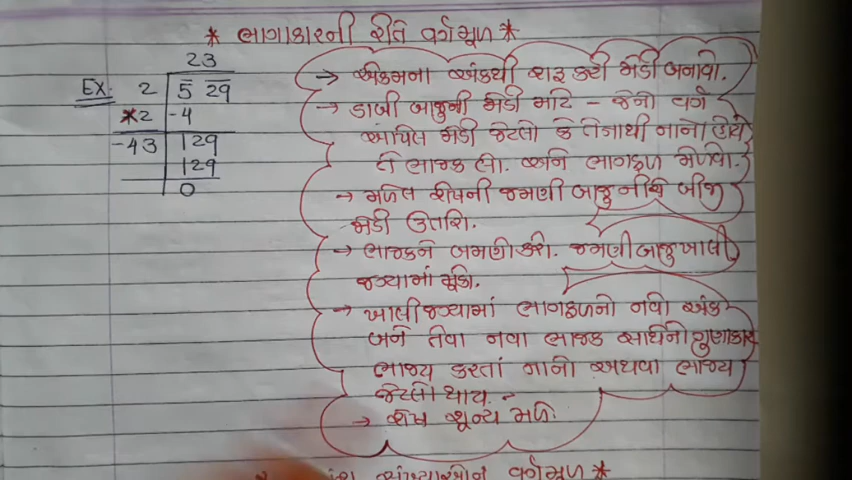 * ભાગાકારની રીતે વર્ગમૂળ *
23
Ex. 2 5 29
*2 -4
-43 129
129
0
→ એકમના અંકથી શરૂ કરી જોડી બનાવો.
→ ડાબી બાજુની જોડી માટે - જેનો વર્ગ
આપેલ જોડી જેટલો કે તેનાથી નાનો હોય
તે ભાજક લો. અને ભાગફળ મેળવો.
→ મળેલ શેષની જમણી બાજુ નીચે બીજી
જોડી ઉતારો.
→ ભાજકને બમણો કરો. જમણી બાજુ ખાલી
જગ્યામાં મૂકો.
→ ખાલી જગ્યામાં ભાગફળનો નવો અંક
બને તેવા નવા ભાજક સાથેનો ગુણાકાર
ભાજ્ય કરતાં નાનો અથવા ભાજ્ય
જેટલો થાય.
→ શેષ શૂન્ય મળે.
સંખ્યાઓનું વર્ગમૂળ *